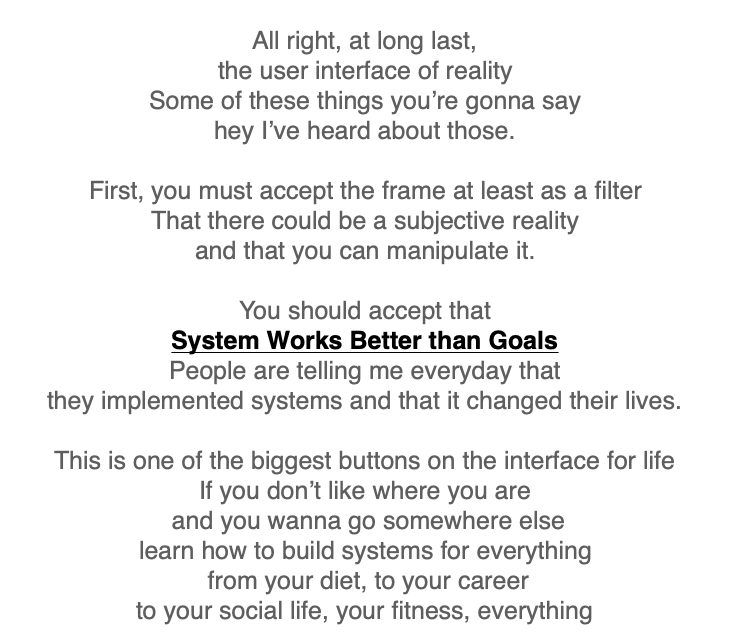 All right, at long last,
the user interface of reality
Some of these things you're gonna say
hey I've heard about those.
First, you must accept the frame at least as a filter
That there could be a subjective reality
and that you can manipulate it.
You should accept that
System Works Better than Goals
People are telling me everyday that
they implemented systems and that it changed their lives.
This is one of the biggest buttons on the interface for life
If you don't like where you are
and you wanna go somewhere else
learn how to build systems for everything
from your diet, to your career
to your social life, your fitness, everything